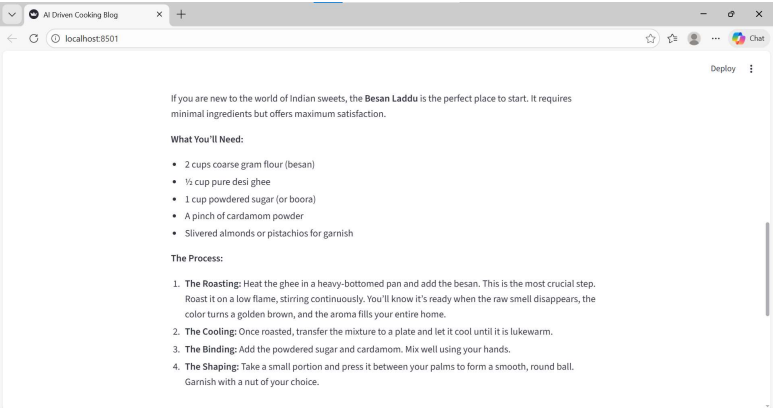 AI Driven Cooking Blog
localhost:8501
Chat
Deploy
If you are new to the world of Indian sweets, the Besan Laddu is the perfect place to start. It requires
minimal ingredients but offers maximum satisfaction.
What You'll Need:
• 2 cups coarse gram flour (besan)
• ½ cup pure desi ghee
• 1 cup powdered sugar (or boora)
• A pinch of cardamom powder
• Slivered almonds or pistachios for garnish
The Process:
1. The Roasting: Heat the ghee in a heavy-bottomed pan and add the besan. This is the most crucial step.
Roast it on a low flame, stirring continuously. You'll know it's ready when the raw smell disappears, the
color turns a golden brown, and the aroma fills your entire home.
2. The Cooling: Once roasted, transfer the mixture to a plate and let it cool until it is lukewarm.
3. The Binding: Add the powdered sugar and cardamom. Mix well using your hands.
4. The Shaping: Take a small portion and press it between your palms to form a smooth, round ball.
Garnish with a nut of your choice.